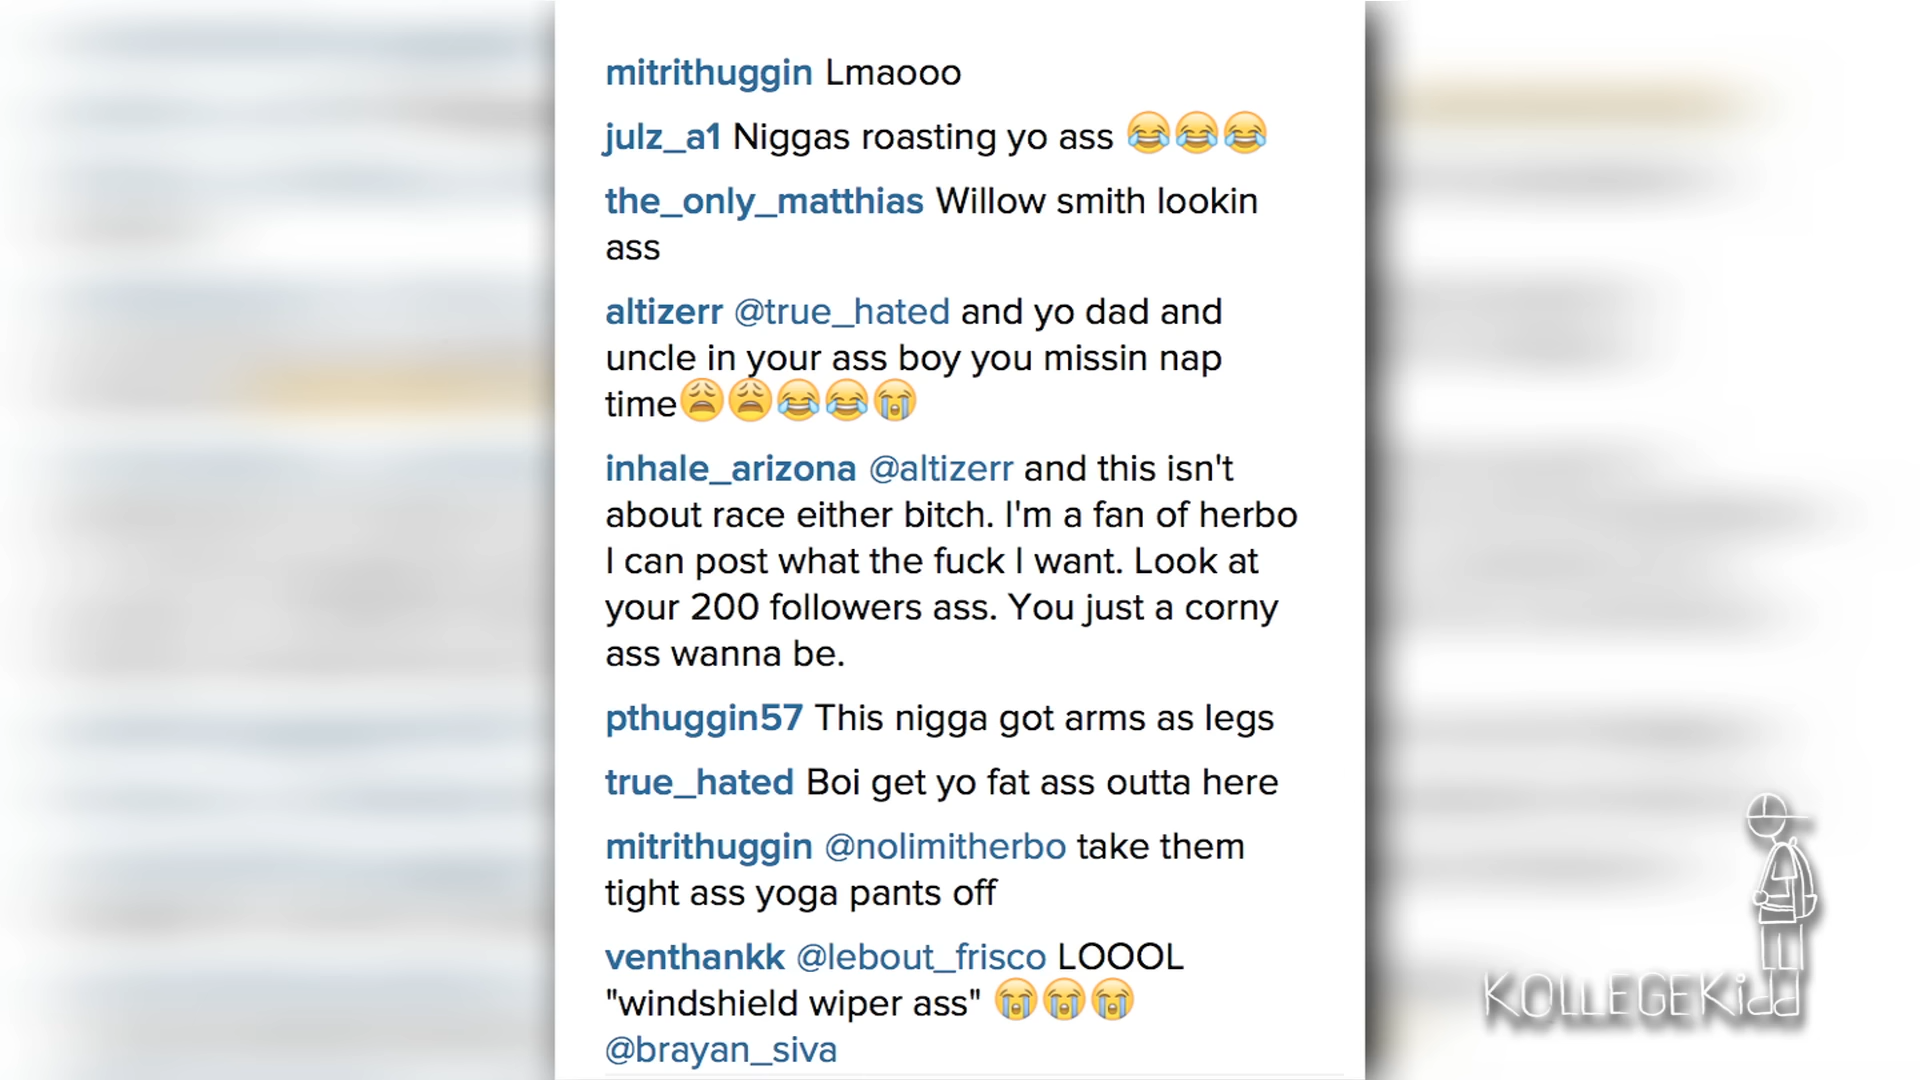 mitrithuggin Lmaooo
julz_a1 Niggas roasting yo ass 😂😂😂
the_only_matthias Willow smith lookin
ass
altizerr @true_hated and yo dad and
uncle in your ass boy you missin nap
time😩😩😂😂😭
inhale_arizona @altizerr and this isn't
about race either bitch. I'm a fan of herbo
I can post what the fuck I want. Look at
your 200 followers ass. You just a corny
ass wanna be.
pthuggin57 This nigga got arms as legs
true_hated Boi get yo fat ass outta here
mitrithuggin @nolimitherbo take them
tight ass yoga pants off
venthankk @lebout_frisco LOOOL
"windshield wiper ass" 😭😭😭
@brayan_siva
KOLLEGEKidd